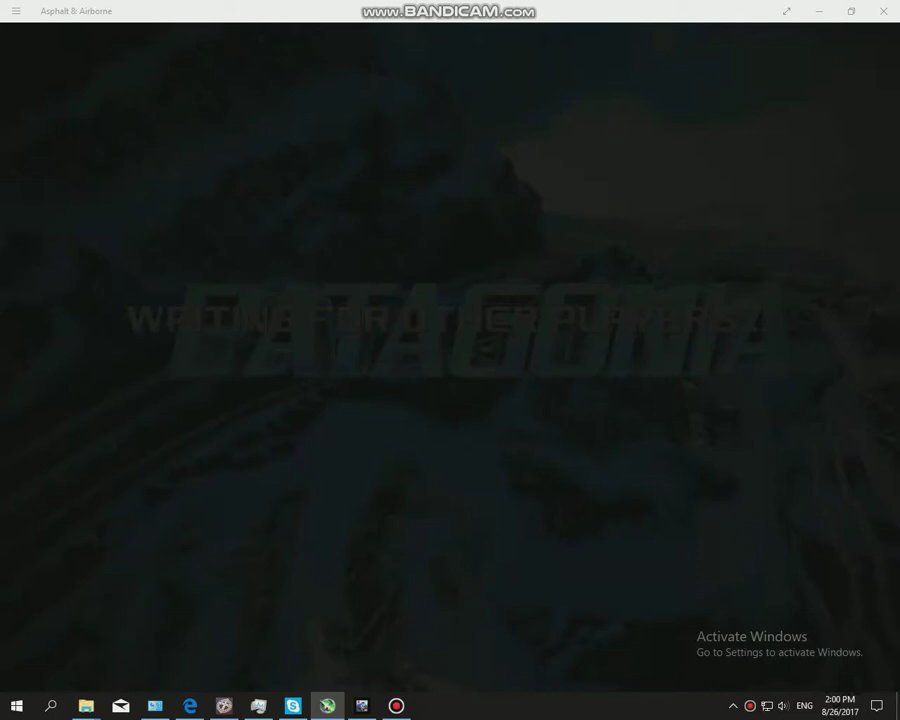 Asphalt 8: Airborne
www.BANDICAM.com
WAITING FOR OTHER PLAYERS...
PATAGONIA
Activate Windows
Go to Settings to activate Windows.
ENG
2:00 PM
8/26/2017